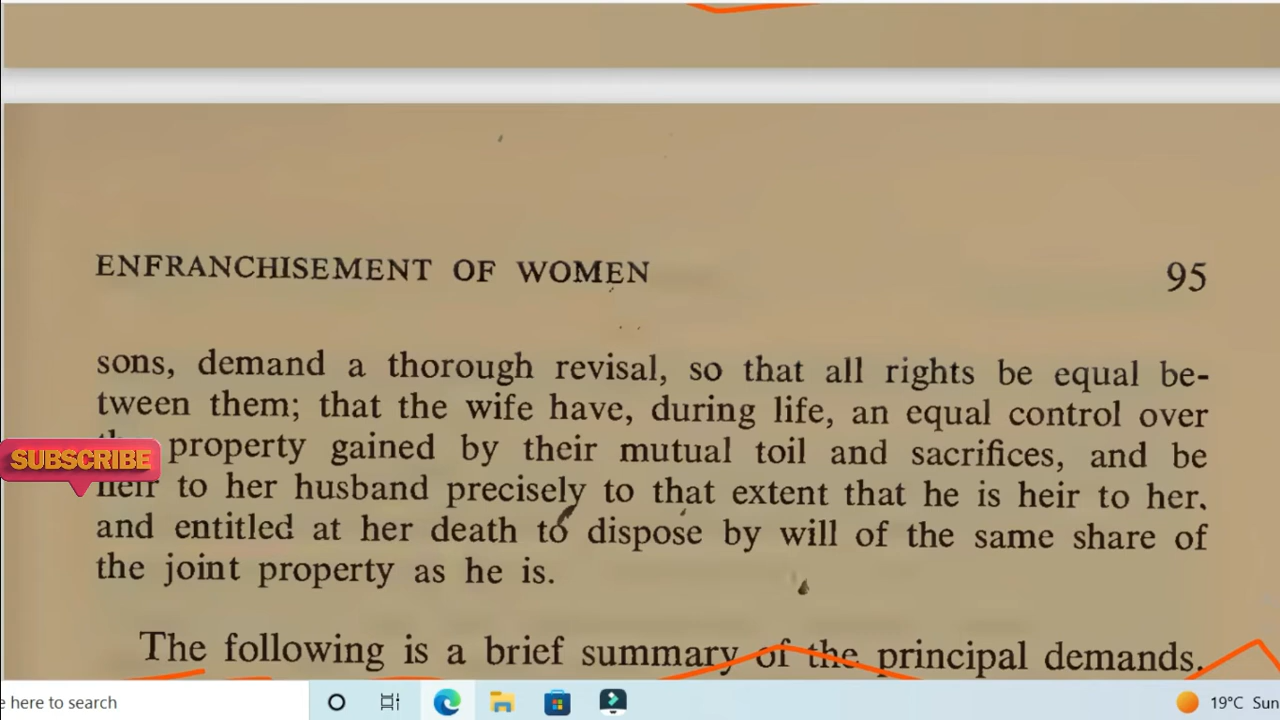 ENFRANCHISEMENT OF WOMEN 95
sons, demand a thorough revisal, so that all rights be equal be-
tween them; that the wife have, during life, an equal control over
property gained by their mutual toil and sacrifices, and be
SUBSCRIBE
heir to her husband precisely to that extent that he is heir to her.
and entitled at her death to dispose by will of the same share of
the joint property as he is.
The following is a brief summary of the principal demands.
e here to search
19°C Sun